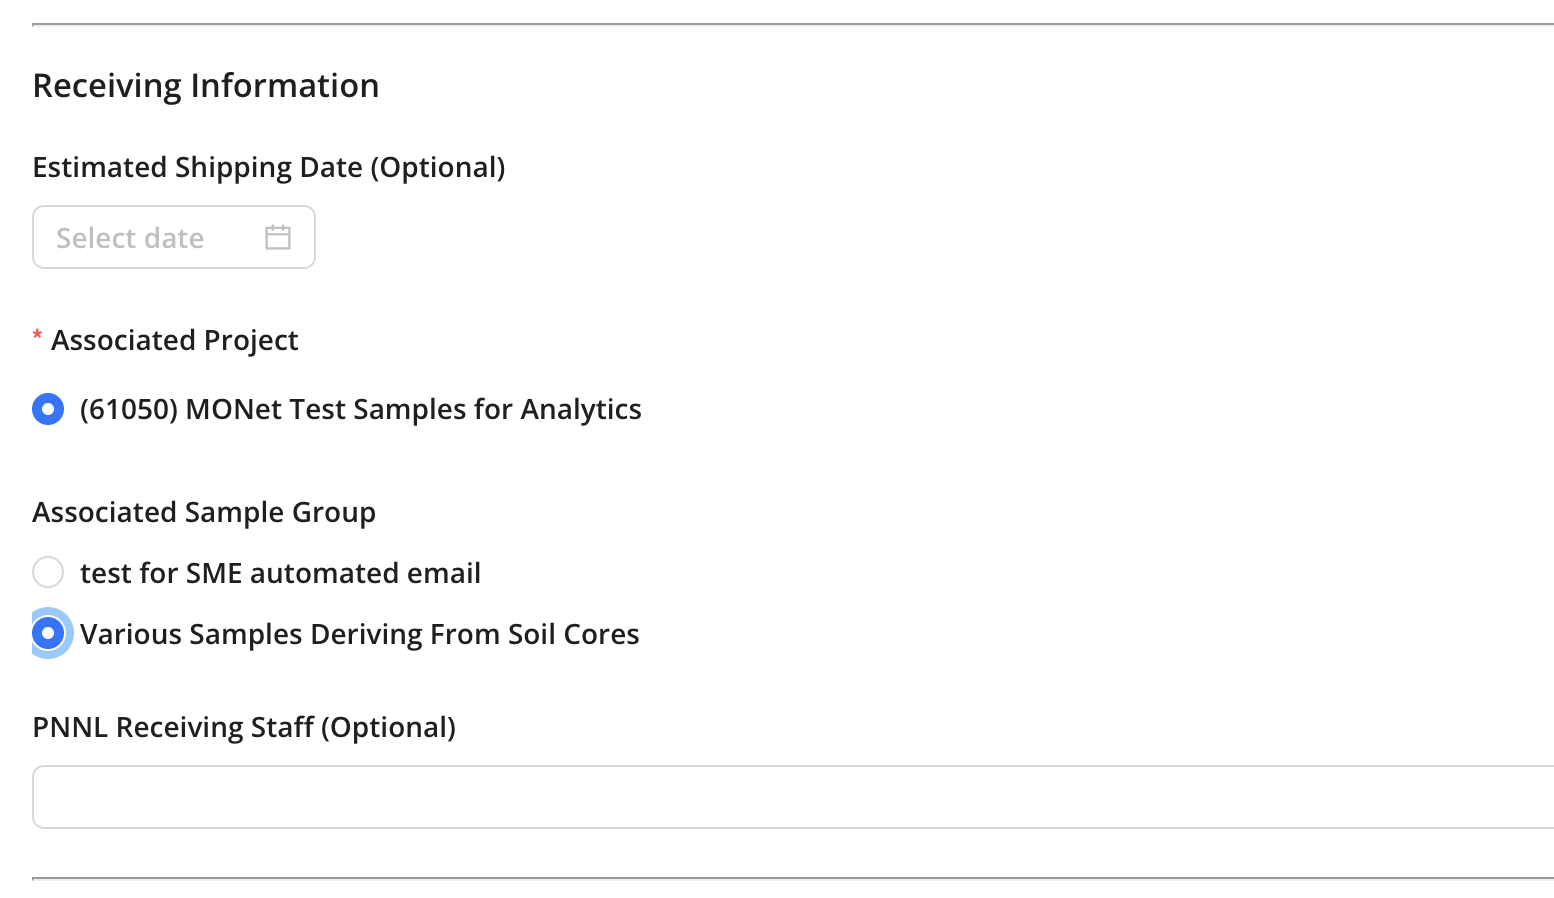 Receiving Information
Estimated Shipping Date (Optional)
Select date
* Associated Project
(61050) MONet Test Samples for Analytics
Associated Sample Group
test for SME automated email
Various Samples Deriving From Soil Cores
PNNL Receiving Staff (Optional)